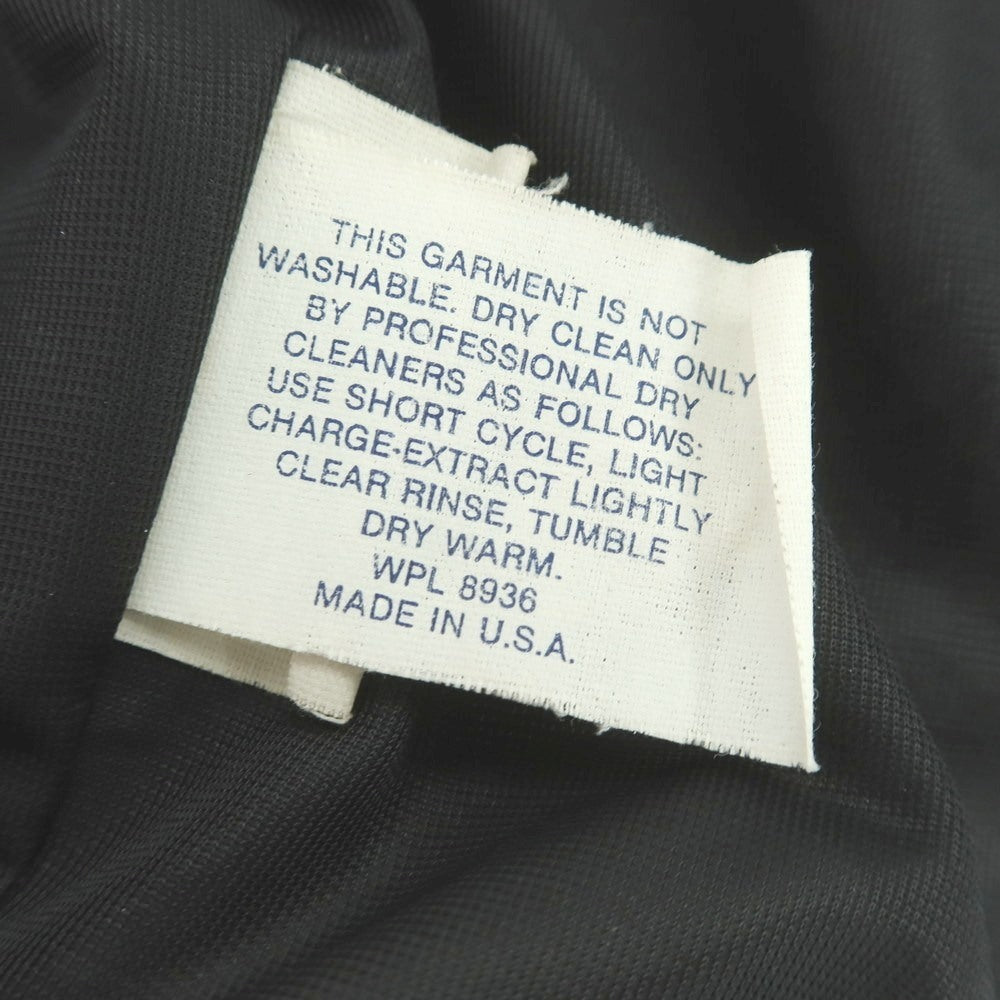 THIS GARMENT IS NOT
WASHABLE. DRY CLEAN ONLY
BY PROFESSIONAL DRY
CLEANERS AS FOLLOWS:
USE SHORT CYCLE, LIGHT
CHARGE-EXTRACT LIGHTLY
CLEAR RINSE, TUMBLE
DRY WARM.
WPL 8936
MADE IN U.S.A.